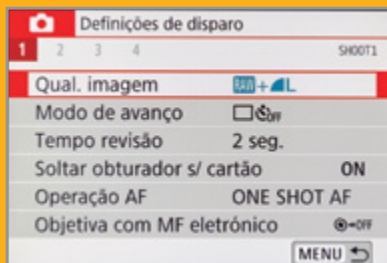 Definições de disparo
1 2 3 4 SHOOT1
Qual. imagem RAW+L
Modo de avanço OFF
Tempo revisão 2 seg.
Soltar obturador s/ cartão ON
Operação AF ONE SHOT AF
Objetiva com MF eletrónico OFF
MENU